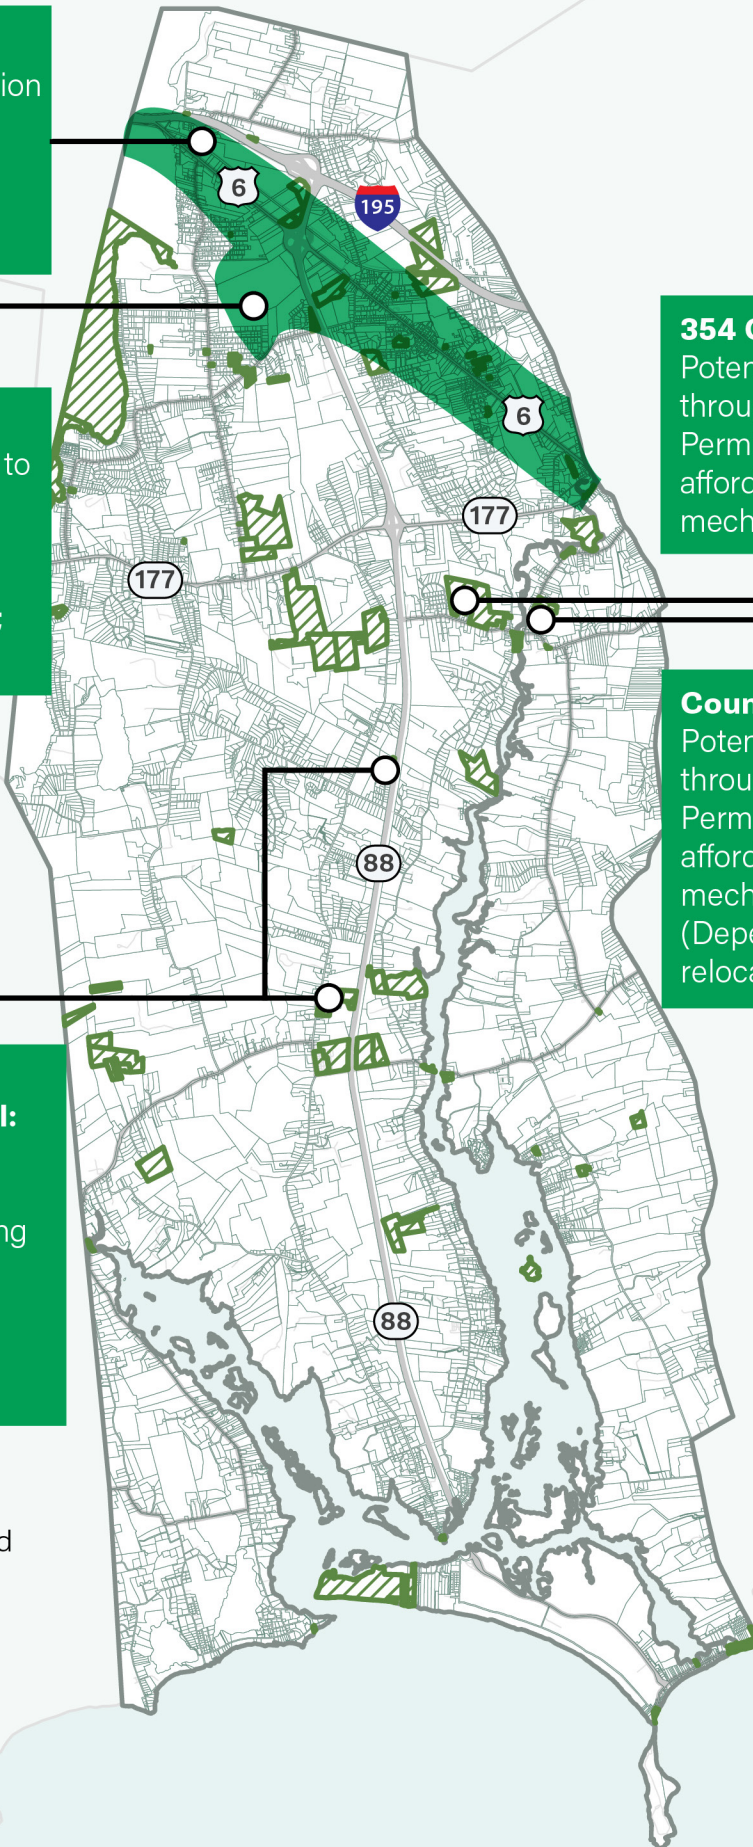 ion
6
195
354
Poten
throu
6
Perm
afford
mech
to
177
177
;
Coun
Poten
throu
Perm
afford
mech
(Depe
reloca
88
l:
ng
88
d